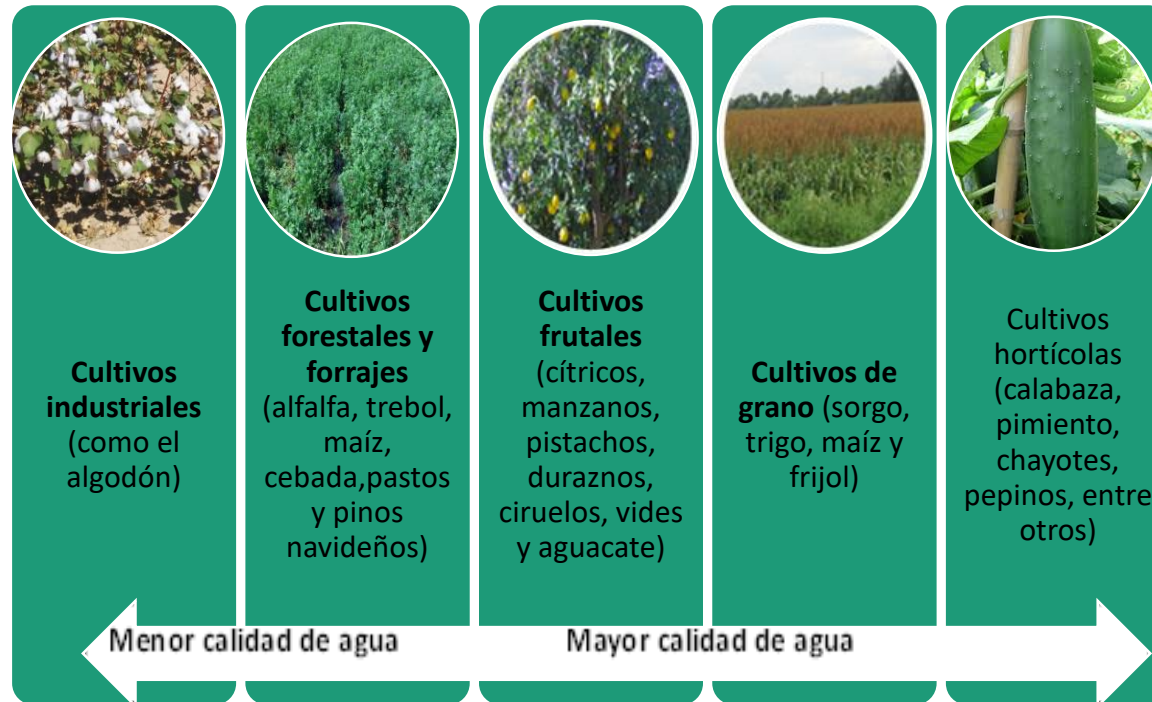 Cultivos
industriales
(como el
algodón)
Cultivos
forestales y
forrajes
(alfalfa, trebol,
maíz,
cebada,pastos
y pinos
navideños)
Cultivos
frutales
(cítricos,
manzanos,
pistachos,
duraznos,
ciruelos, vides
y aguacate)
Cultivos de
grano (sorgo,
trigo, maíz y
frijol)
Cultivos
hortícolas
(calabaza,
pimiento,
chayotes,
pepinos, entre
otros)
Menor calidad de agua
Mayor calidad de agua